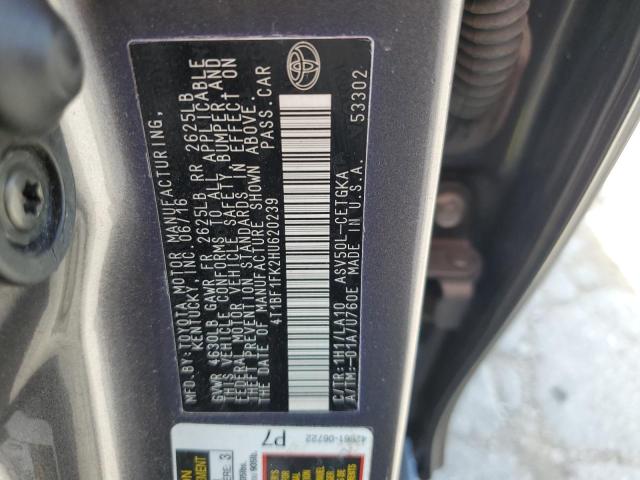 MFD.BY:TOYOTA MOTOR MANUFACTURING,
KENTUCKY, INC. 06/16
GVWR 4630LB GAWR FR 2625LB RR 2625LB
THIS VEHICLE CONFORMS TO ALL APPLICABLE
FEDERAL MOTOR VEHICLE SAFETY, BUMPER, AND
THEFT PREVENTION STANDARDS IN EFFECT ON
THE DATE OF MANUFACTURE SHOWN ABOVE.
4T1BF1FK2HU620239 PASS.CAR
C/TR:1H1/LA10 ASV50L-CETGKA
A/TM:-01A/U760E MADE IN U.S.A. 53302
42661-06722
P7